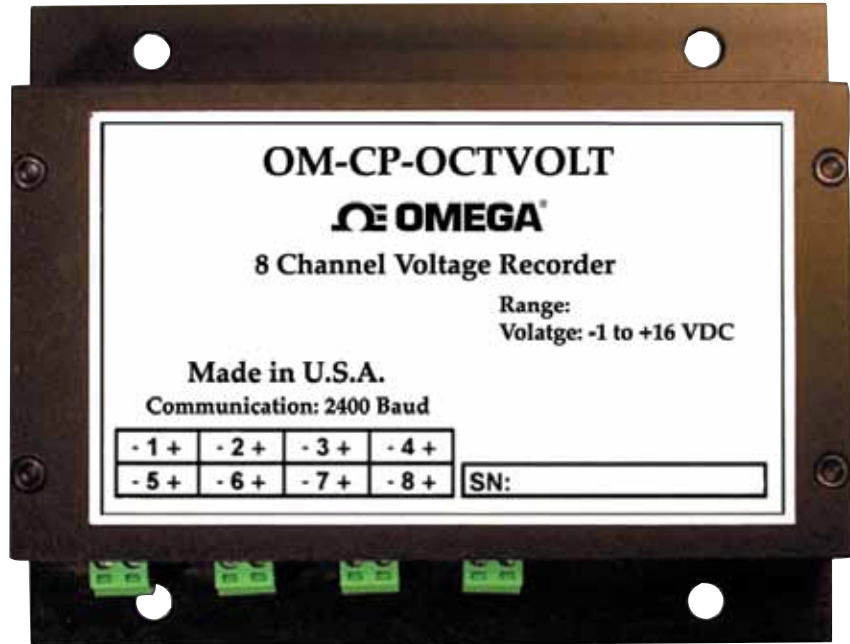 OM-CP-OCTVOLT
OMEGA®
8 Channel Voltage Recorder
Range:
Volatge: -1 to +16 VDC
Made in U.S.A.
Communication: 2400 Baud
- 1 + - 2 + - 3 + - 4 +
- 5 + - 6 + - 7 + - 8 + SN: